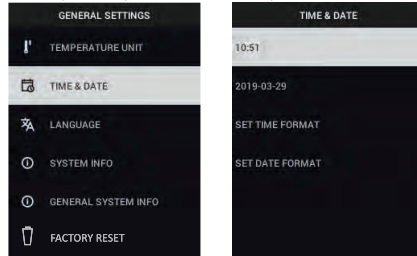 GENERAL SETTINGS
TEMPERATURE UNIT
TIME & DATE
LANGUAGE
SYSTEM INFO
GENERAL SYSTEM INFO
FACTORY RESET
TIME & DATE
10:51
2019-03-29
SET TIME FORMAT
SET DATE FORMAT